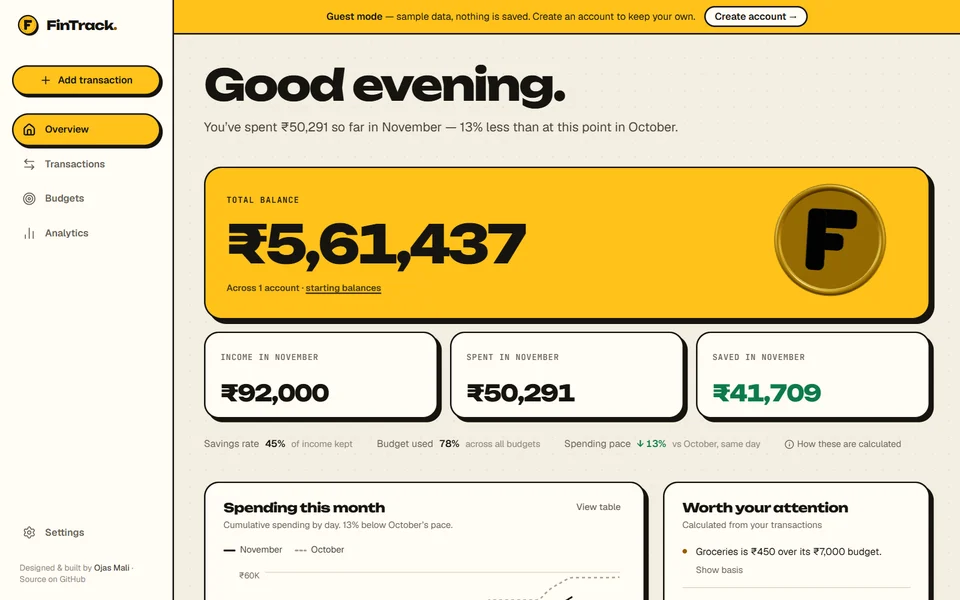 F FinTrack.
Guest mode — sample data, nothing is saved. Create an account to keep your own. Create account →
+ Add transaction
Overview
Transactions
Budgets
Analytics
Settings
Designed & built by Ojas Mali ·
Source on GitHub
Good evening.
You've spent ₹50,291 so far in November — 13% less than at this point in October.
TOTAL BALANCE
₹5,61,437
Across 1 account · starting balances
F
INCOME IN NOVEMBER
₹92,000
SPENT IN NOVEMBER
₹50,291
SAVED IN NOVEMBER
₹41,709
Savings rate 45% of income kept
Budget used 78% across all budgets
Spending pace ↓ 13% vs October, same day
How these are calculated
Spending this month
View table
Cumulative spending by day. 13% below October's pace.
November
October
₹60K
Worth your attention
Calculated from your transactions
Groceries is ₹450 over its ₹7,000 budget.
Show basis